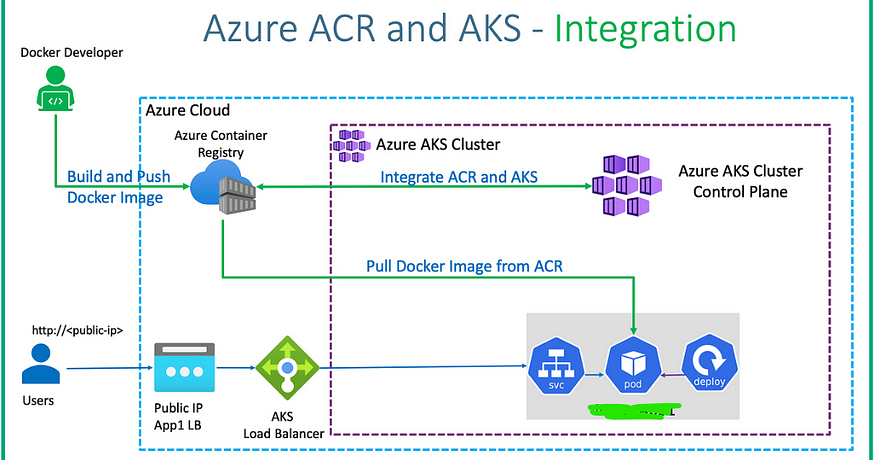 Azure ACR and AKS - Integration
Docker Developer
Azure Cloud
Azure Container
Registry
Azure AKS Cluster
Build and Push
Docker Image
Integrate ACR and AKS
Azure AKS Cluster
Control Plane
Pull Docker Image from ACR
http://<public-ip>
Users
Public IP
App1 LB
AKS
Load Balancer
svc
pod
deploy